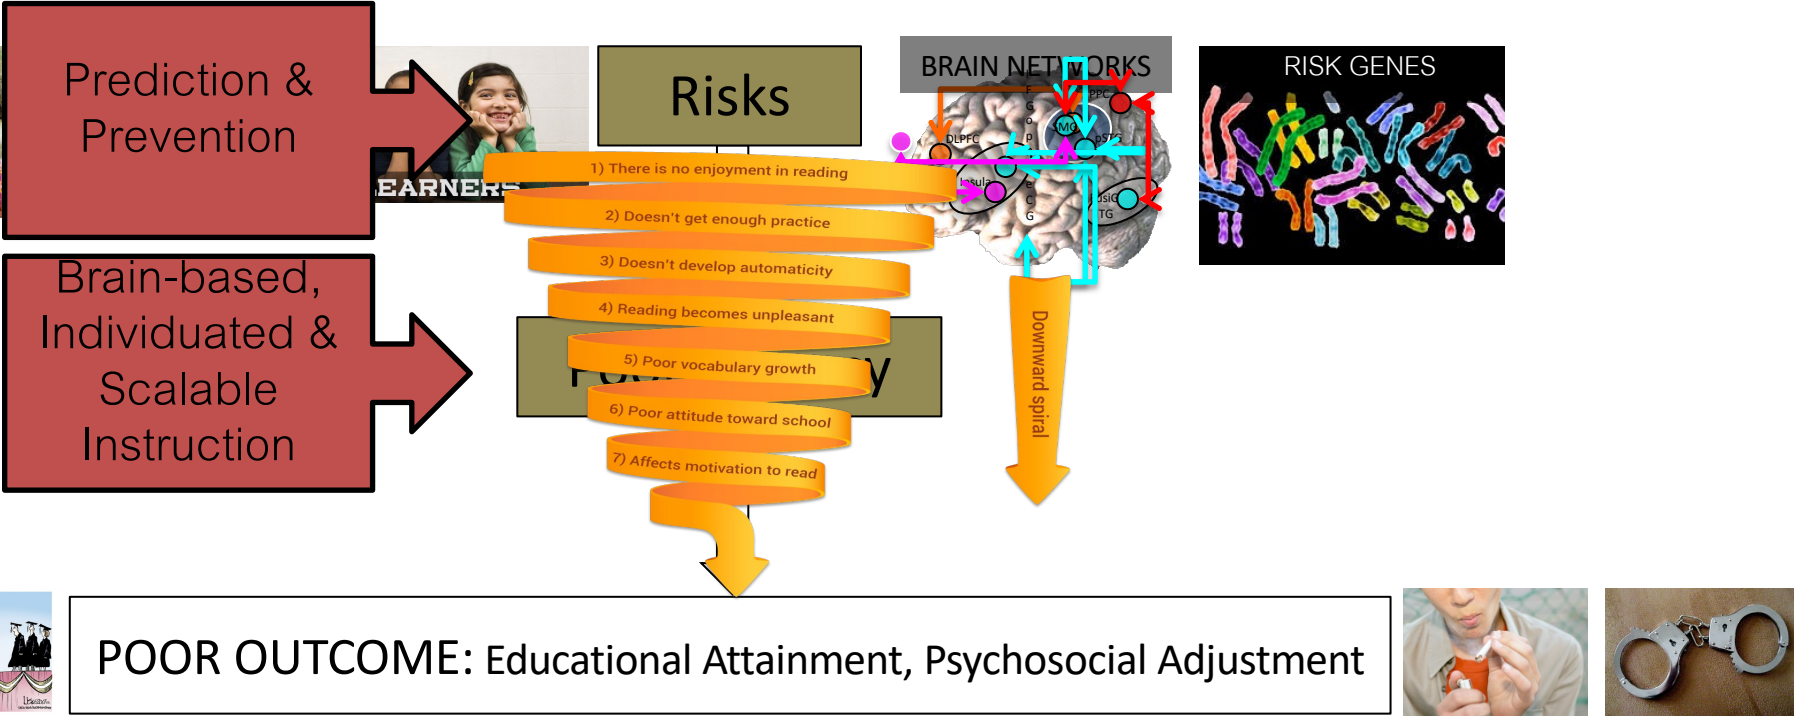 Prediction &
Prevention
EARNERS
Risks
BRAIN NETWORKS
RISK GENES
PPC
SMG
DLPFC
pSTG
Insula
TG
1) There is no enjoyment in reading
2) Doesn't get enough practice
3) Doesn't develop automaticity
4) Reading becomes unpleasant
5) Poor vocabulary growth
6) Poor attitude toward school
7) Affects motivation to read
Brain-based,
Individuated &
Scalable
Instruction
y
Downward spiral
POOR OUTCOME: Educational Attainment, Psychosocial Adjustment